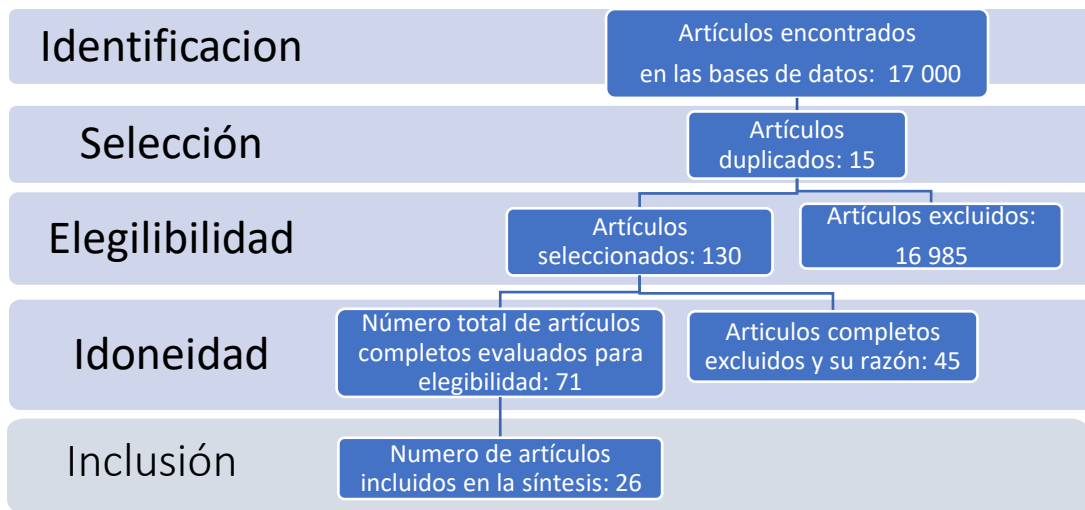 Identificacion
Artículos encontrados
en las bases de datos: 17 000
Selección
Artículos
duplicados: 15
Elegilibilidad
Artículos
seleccionados: 130
Artículos excluidos:
16 985
Idoneidad
Número total de artículos
completos evaluados para
elegibilidad: 71
Articulos completos
excluidos y su razón: 45
Inclusión
Numero de artículos
incluidos en la síntesis: 26